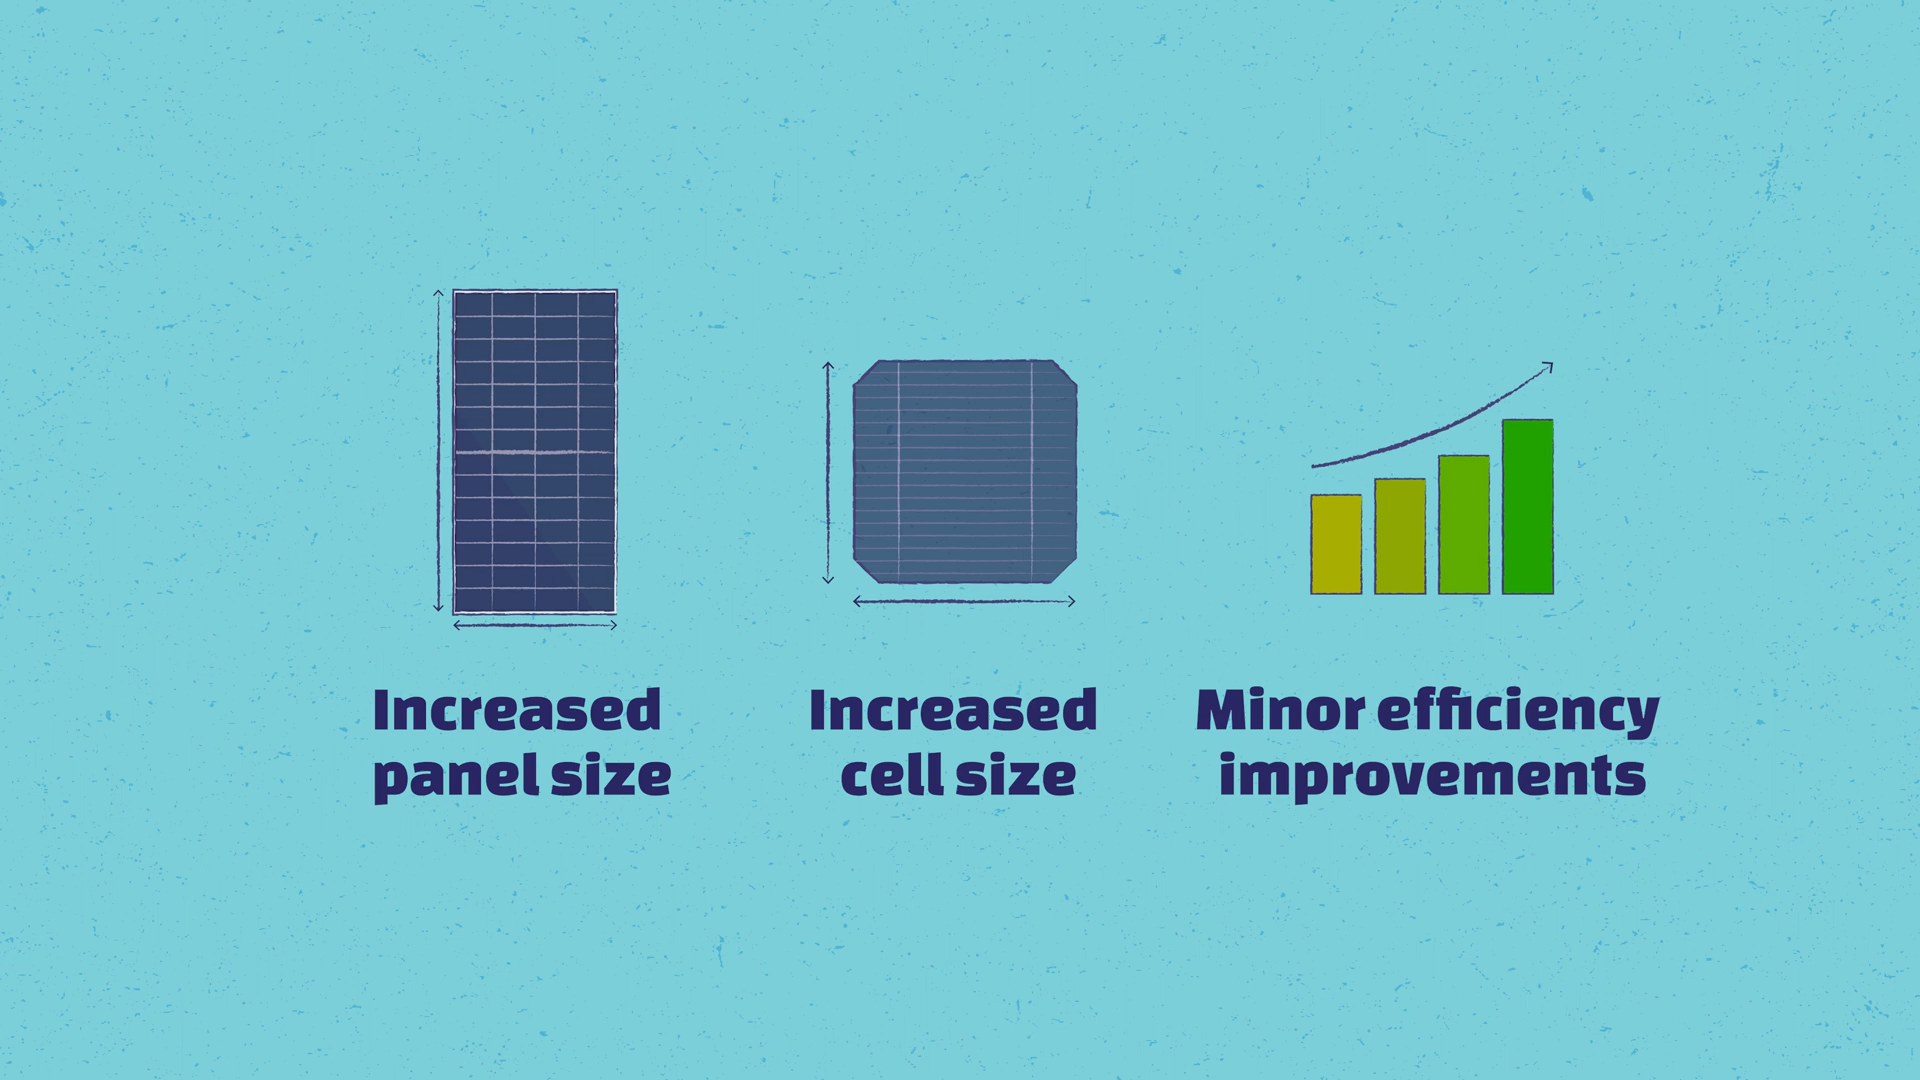 Increased
panel size
Increased
cell size
Minor efficiency
improvements